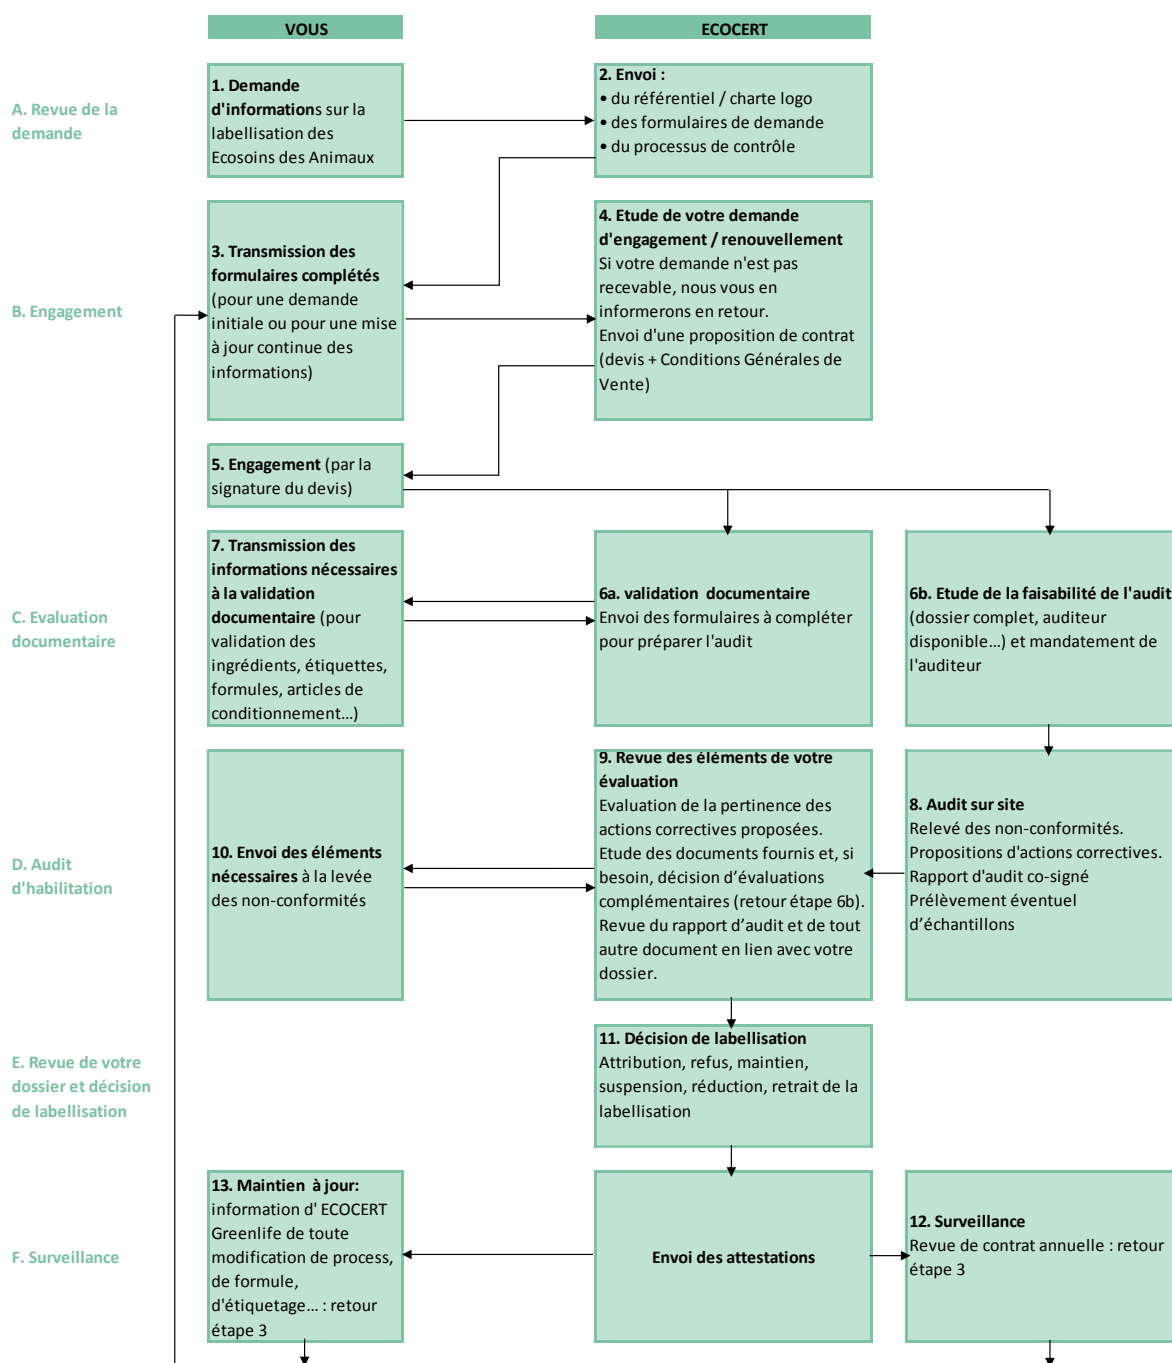 VOUS
ECOCERT
A. Revue de la
demande
1. Demande
d'informations sur la
labellisation des
Ecosoins des Animaux
2. Envoi :
• du référentiel / charte logo
• des formulaires de demande
• du processus de contrôle
B. Engagement
3. Transmission des
formulaires complétés
(pour une demande
initiale ou pour une mise
à jour continue des
informations)
4. Etude de votre demande
d'engagement / renouvellement
Si votre demande n'est pas
recevable, nous vous en
informerons en retour.
Envoi d'une proposition de contrat
(devis + Conditions Générales de
Vente)
5. Engagement (par la
signature du devis)
C. Evaluation
documentaire
7. Transmission des
informations nécessaires
à la validation
documentaire (pour
validation des
ingrédients, étiquettes,
formules, articles de
conditionnement…)
6a. validation  documentaire
Envoi des formulaires à compléter
pour préparer l'audit
6b. Etude de la faisabilité de l'audit
(dossier complet, auditeur
disponible…) et mandatement de
l'auditeur
D. Audit
d'habilitation
10. Envoi des éléments
nécessaires à la levée
des non-conformités
9. Revue des éléments de votre
évaluation
Evaluation de la pertinence des
actions correctives proposées.
Etude des documents fournis et, si
besoin, décision d’évaluations
complémentaires (retour étape 6b).
Revue du rapport d’audit et de tout
autre document en lien avec votre
dossier.
8. Audit sur site
Relevé des non-conformités.
Propositions d'actions correctives.
Rapport d'audit co-signé
Prélèvement éventuel
d’échantillons
E. Revue de votre
dossier et décision
de labellisation
11. Décision de labellisation
Attribution, refus, maintien,
suspension, réduction, retrait de la
labellisation
F. Surveillance
13. Maintien  à jour:
information d' ECOCERT
Greenlife de toute
modification de process,
de formule,
d'étiquetage… : retour
étape 3
Envoi des attestations
12. Surveillance
Revue de contrat annuelle : retour
étape 3